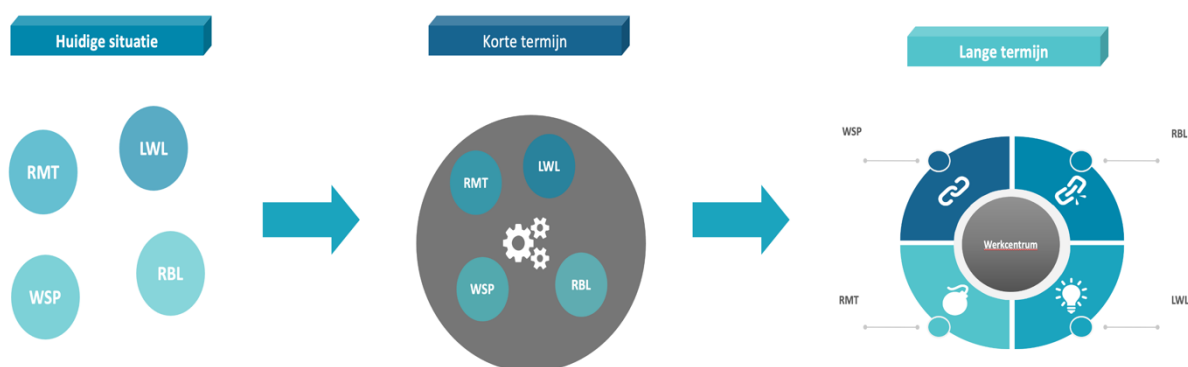 Huidige situatie
Korte termijn
Lange termijn
RMT
LWL
WSP
RBL
RMT
LWL
WSP
RBL
WSP
RBL
Werkcentrum
RMT
LWL